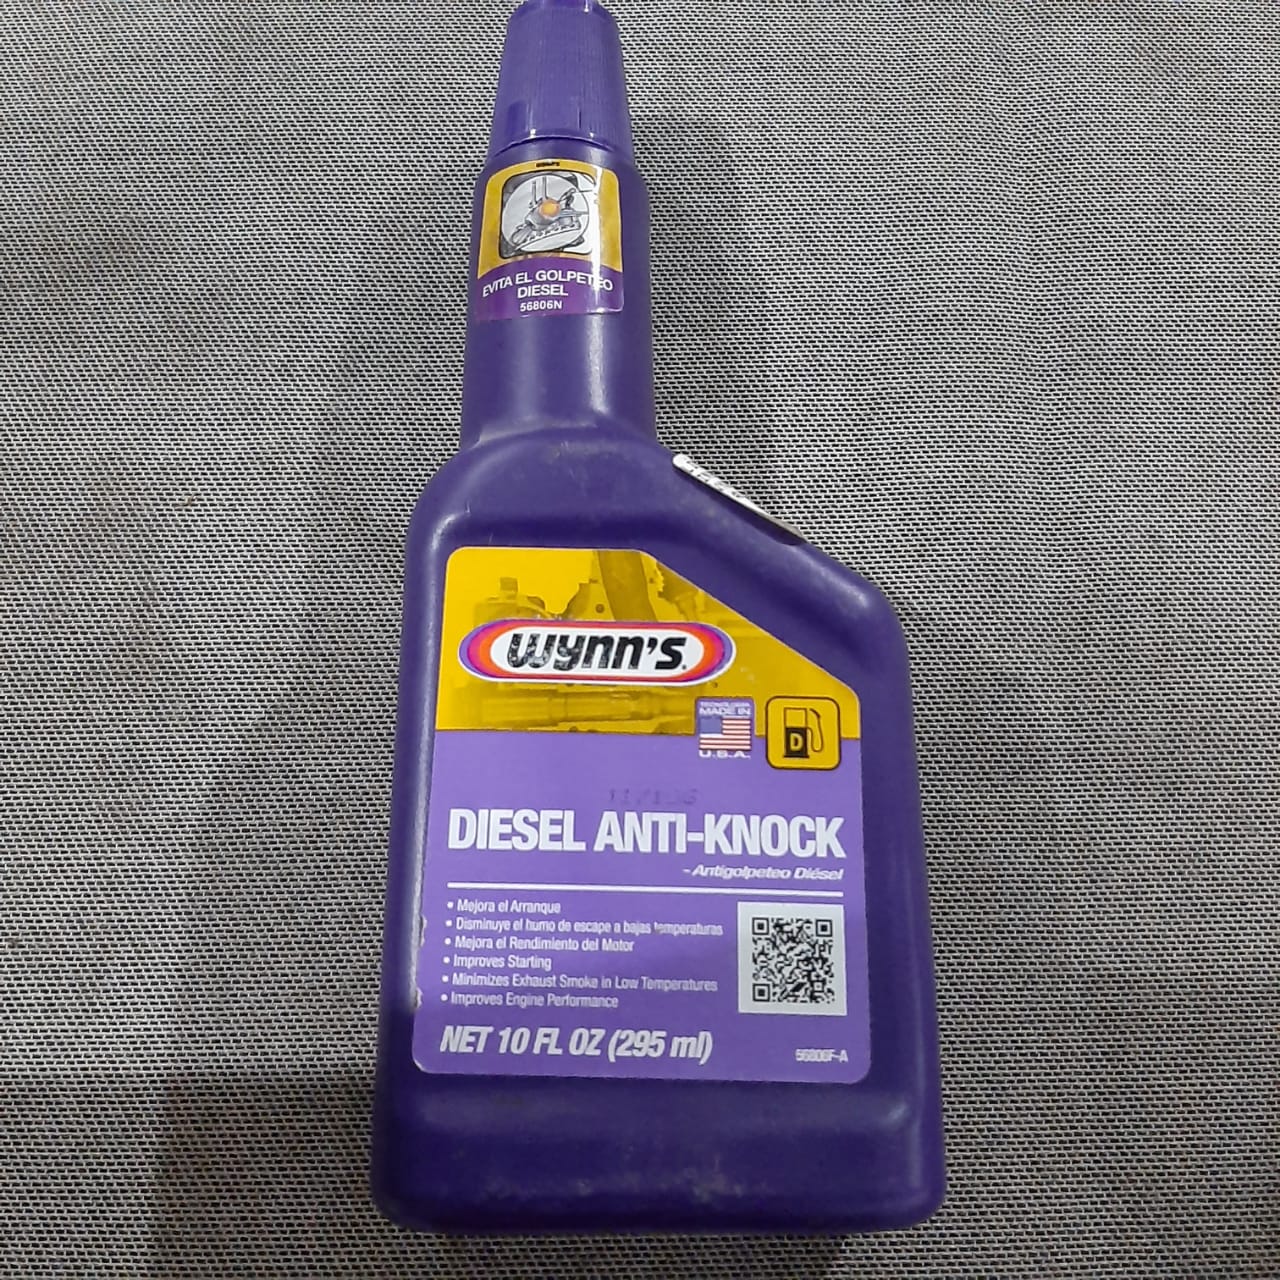 EVITA EL GOLPETEO
DIESEL
56806N
WYNN'S
TECNOLOGIA
MADE IN
U.S.A.
D
DIESEL ANTI-KNOCK
- Antigolpeteo Diésel
• Mejora el Arranque
• Disminuye el humo de escape a bajas temperaturas
• Mejora el Rendimiento del Motor
• Improves Starting
• Minimizes Exhaust Smoke in Low Temperatures
• Improves Engine Performance
NET 10 FL OZ (295 ml)
56806F-A